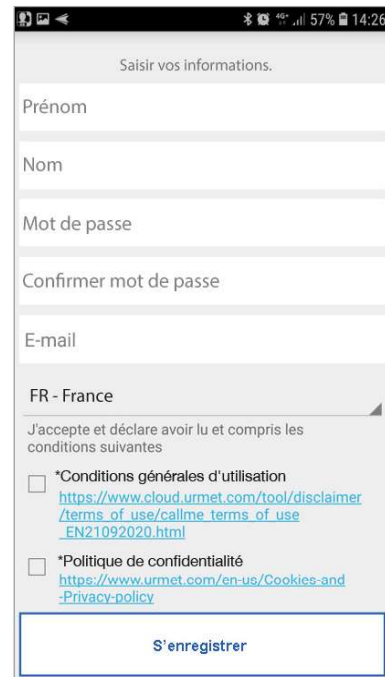 57% 14:26
Saisir vos informations.
Prénom
Nom
Mot de passe
Confirmer mot de passe
E-mail
FR - France
J'accepte et déclare avoir lu et compris les
conditions suivantes
*Conditions générales d'utilisation
https://www.cloud.urmet.com/tool/disclaimer
/terms_of_use/callme_terms_of_use
_EN21092020.html
*Politique de confidentialité
https://www.urmet.com/en-us/Cookies-and
-Privacy-policy
S'enregistrer